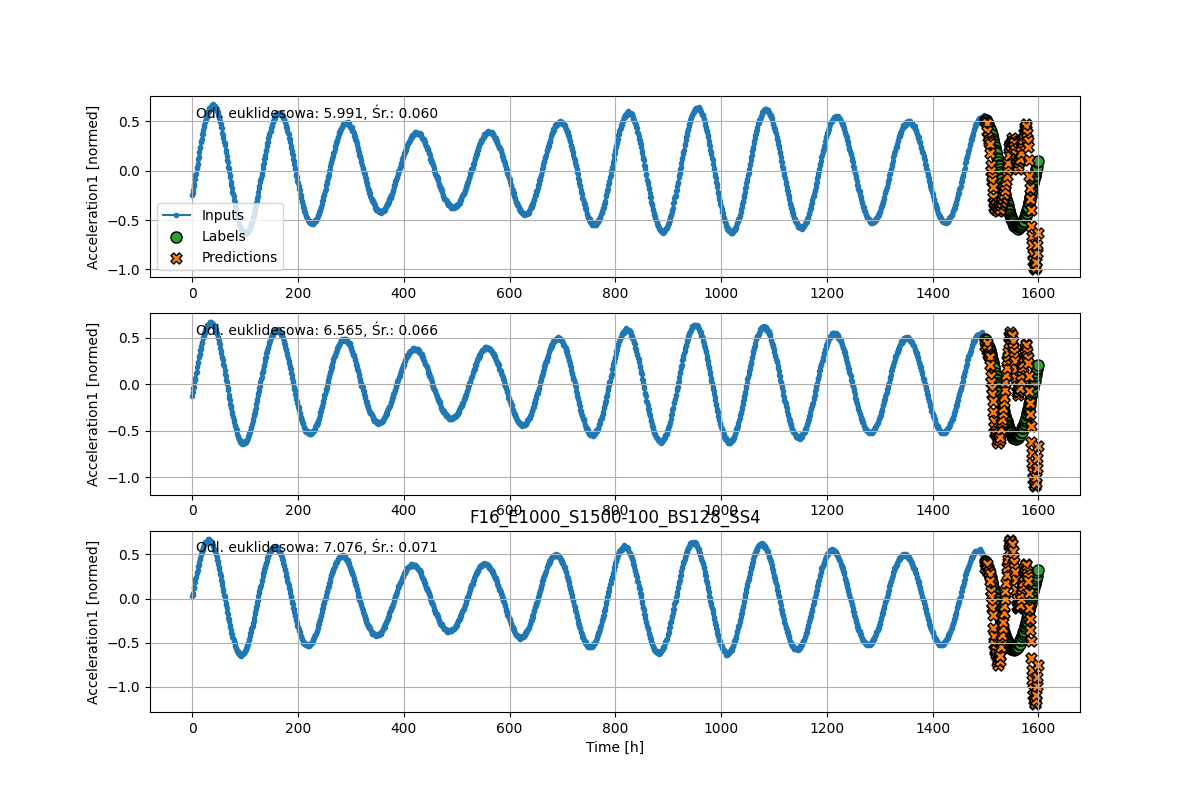 Odl. euklidesowa: 5.991, Śr.: 0.060
Acceleration1 [normed]
0.5
0.0
−0.5
−1.0
Inputs
Labels
Predictions
0 200 400 600 800 1000 1200 1400 1600
Odl. euklidesowa: 6.565, Śr.: 0.066
Acceleration1 [normed]
0.5
0.0
−0.5
−1.0
0 200 400 600 800 1000 1200 1400 1600
F16_E1000_S1500-100_BS128_SS4
Odl. euklidesowa: 7.076, Śr.: 0.071
Acceleration1 [normed]
0.5
0.0
−0.5
−1.0
0 200 400 600 800 1000 1200 1400 1600
Time [h]